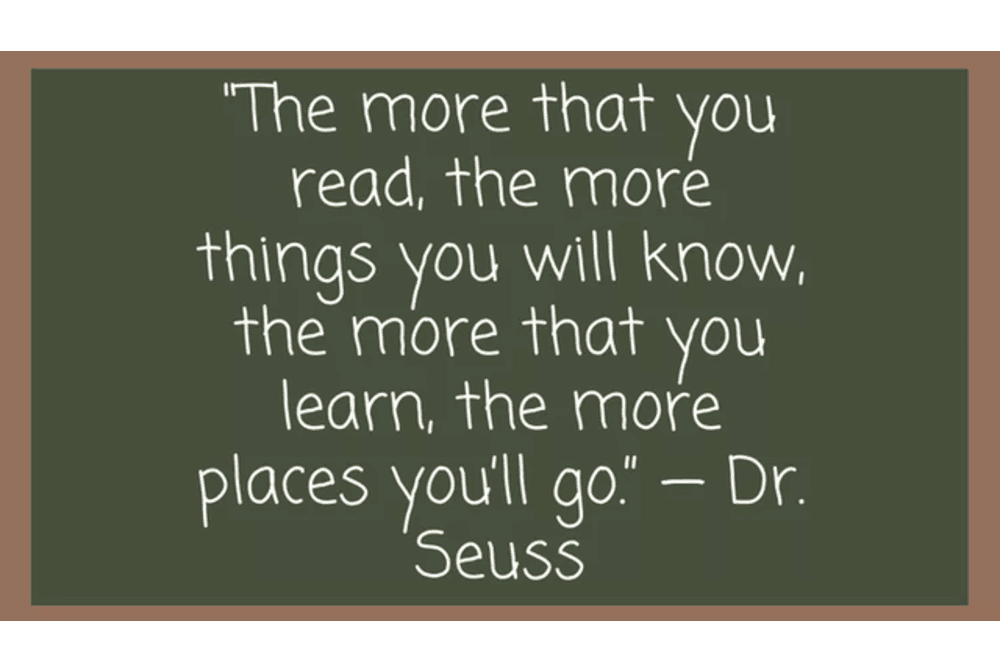 "The more that you
read, the more
things you will know,
the more that you
learn, the more
places you'll go." – Dr.
Seuss